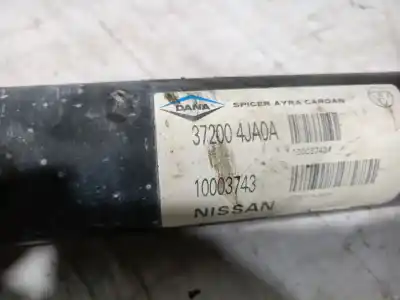 DANA
SPICER AYRA CARDAN
37200 4JA0A
10003743
NISSAN